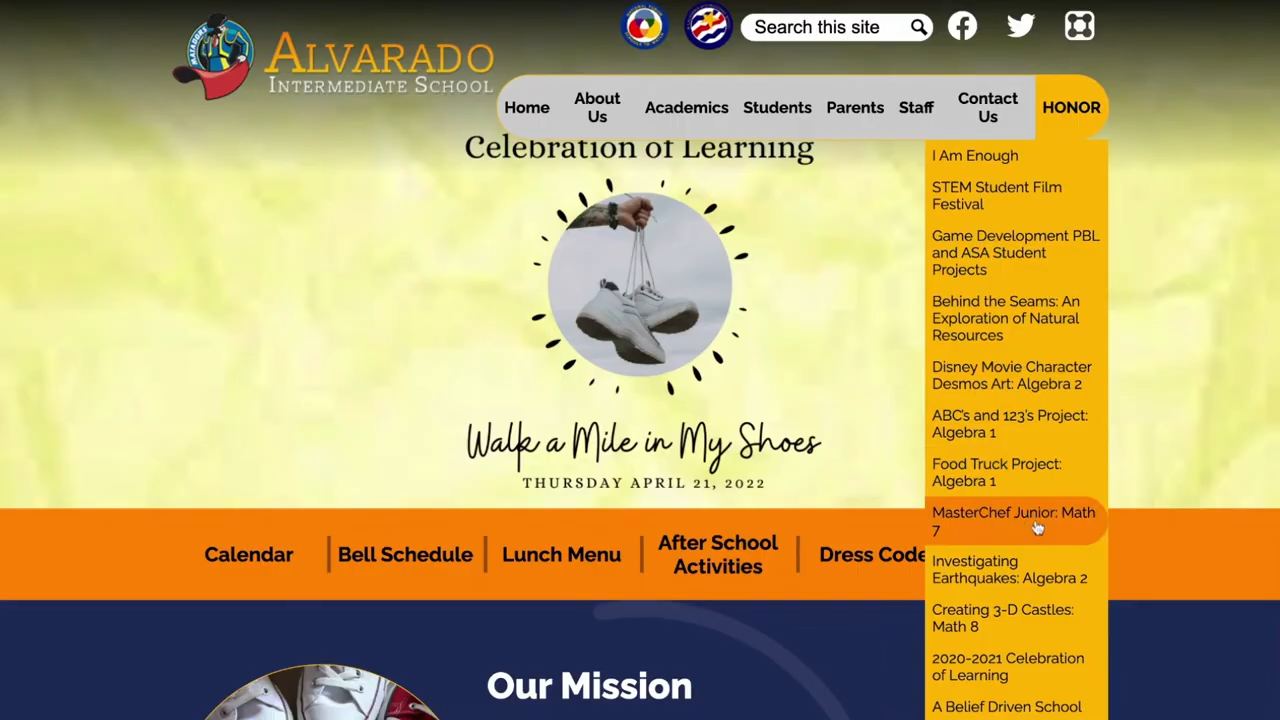 ALVARADO
INTERMEDIATE SCHOOL
Search this site
Home
About
Us
Academics
Students
Parents
Staff
Contact
Us
HONOR
Celebration of Learning
Walk a Mile in My Shoes
THURSDAY APRIL 21, 2022
I Am Enough
STEM Student Film
Festival
Game Development PBL
and ASA Student
Projects
Behind the Seams: An
Exploration of Natural
Resources
Disney Movie Character
Desmos Art: Algebra 2
ABC's and 123's Project:
Algebra 1
Food Truck Project:
Algebra 1
MasterChef Junior: Math
7
Investigating
Earthquakes: Algebra 2
Creating 3-D Castles:
Math 8
2020-2021 Celebration
of Learning
A Belief Driven School
Calendar
Bell Schedule
Lunch Menu
After School
Activities
Dress Code
Our Mission